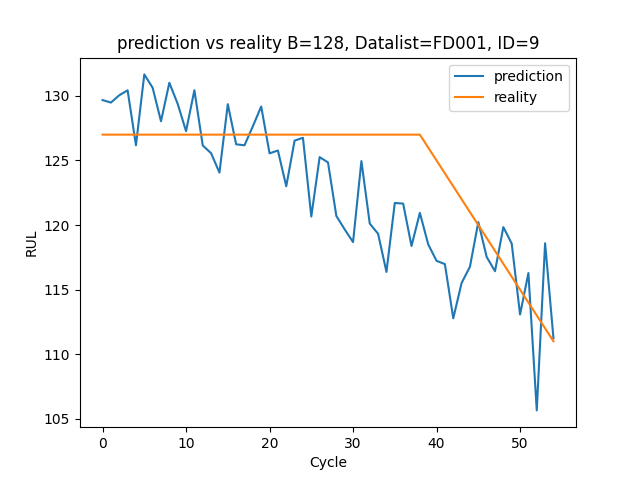 prediction vs reality B=128, Datalist=FD001, ID=9
prediction
reality
130
125
120
115
110
105
RUL
0 10 20 30 40 50
Cycle